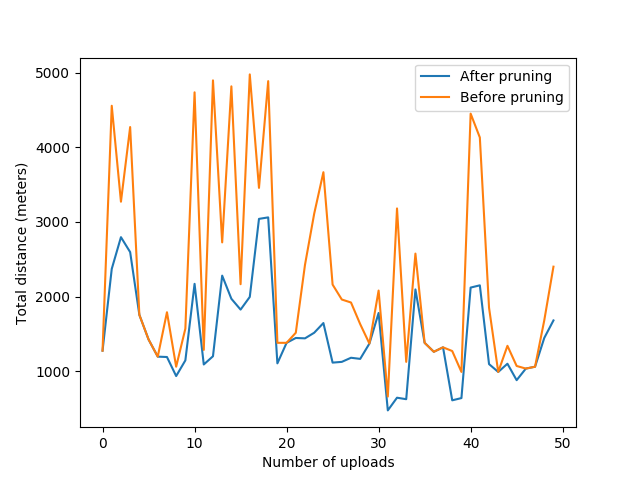 After pruning
Before pruning
5000
4000
3000
2000
1000
Total distance (meters)
0 10 20 30 40 50
Number of uploads